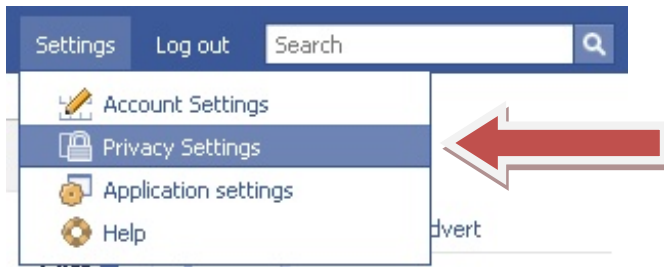 Settings Log out Search
Account Settings
Privacy Settings
Application settings
Help
dvert